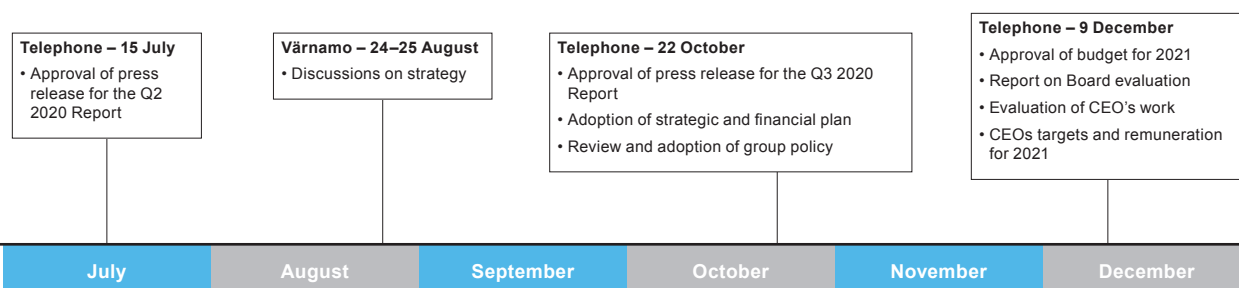 Telephone – 15 July
• Approval of press
release for the Q2
2020 Report
Värnamo – 24–25 August
• Discussions on strategy
Telephone – 22 October
• Approval of press release for the Q3 2020
Report
• Adoption of strategic and financial plan
• Review and adoption of group policy
Telephone – 9 December
• Approval of budget for 2021
• Report on Board evaluation
• Evaluation of CEO’s work
• CEOs targets and remuneration
for 2021
July
August
September
October
November
December